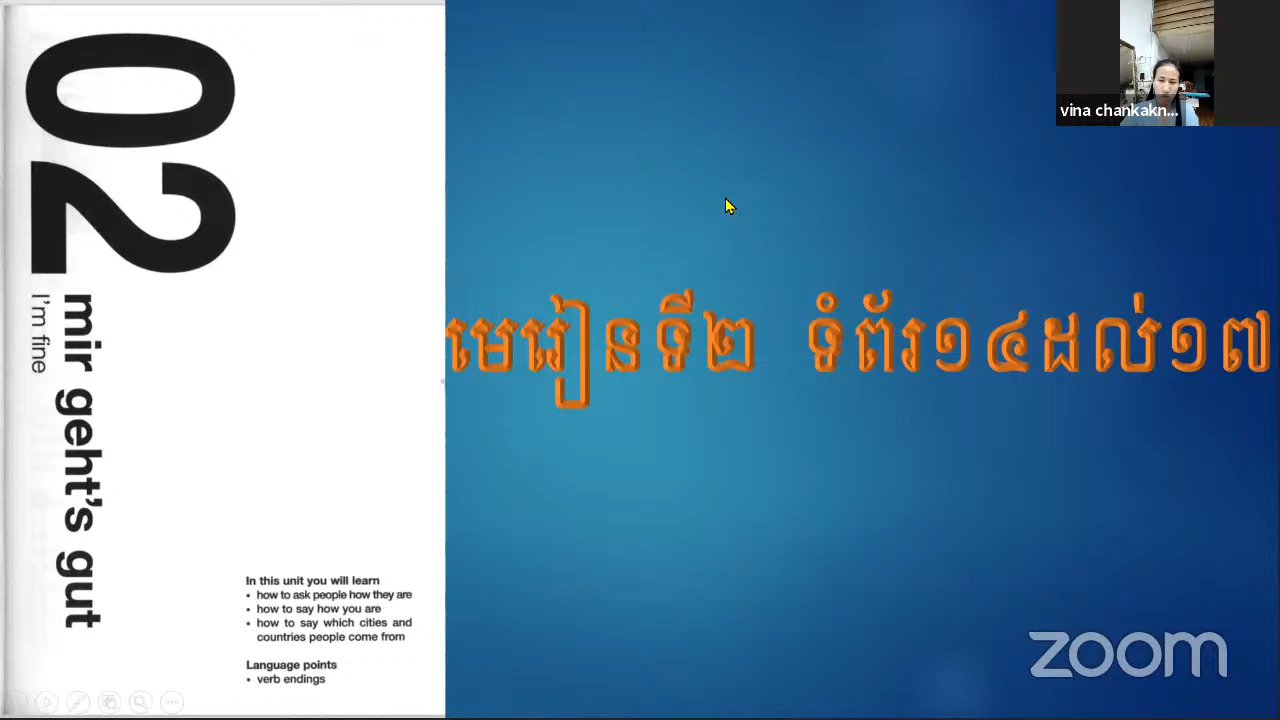 02
mir geht's gut
I'm fine
In this unit you will learn
• how to ask people how they are
• how to say how you are
• how to say which cities and
countries people come from
Language points
• verb endings
មេរៀនទី២ ទំព័រ១៤ដល់១៧
vina chankakn...
zoom